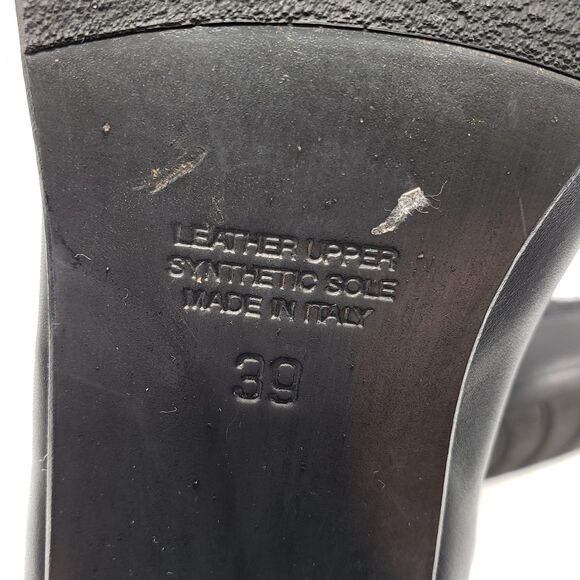 LEATHER UPPER
SYNTHETIC SOLE
MADE IN ITALY
39